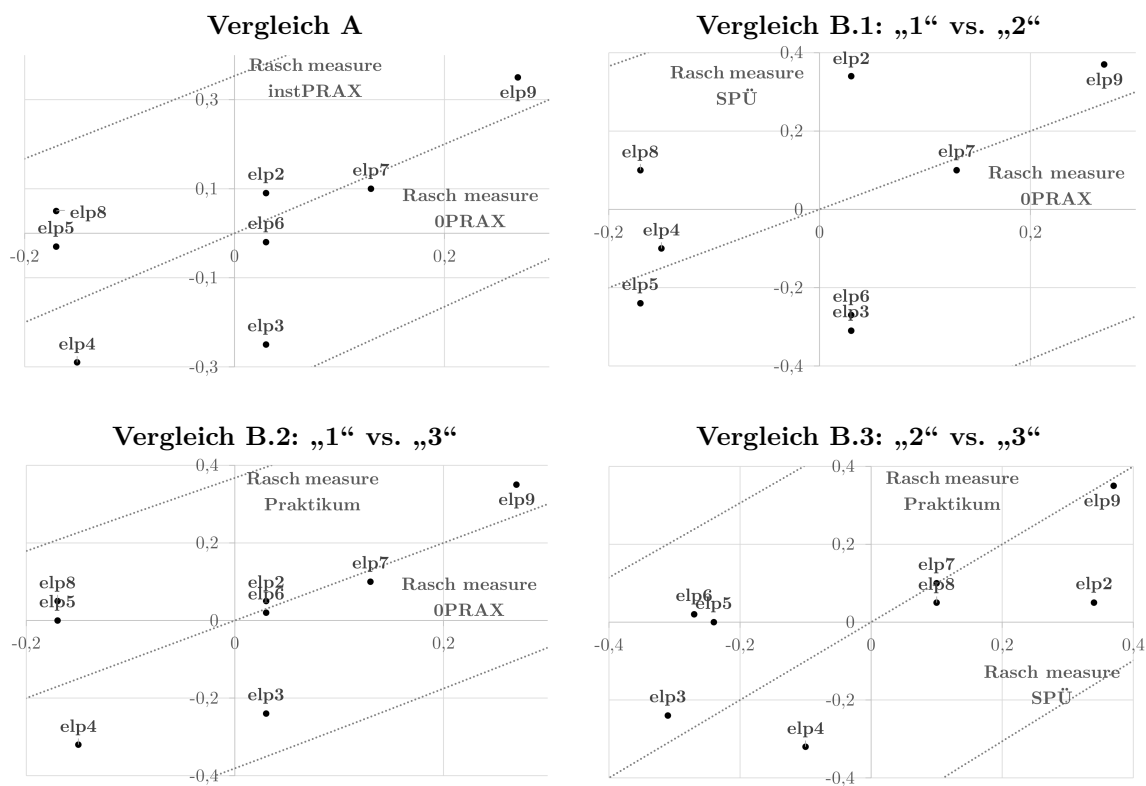 Vergleich A
Rasch measure
instPRAX
0,3
elp9
elp2
elp7
0,1
elp8
Rasch measure
0PRAX
elp5
elp6
-0,2
0
0,2
-0,1
elp3
elp4
-0,3
Vergleich B.1: „1“ vs. „2“
0,4
elp2
Rasch measure
SPÜ
elp9
0,2
elp8
elp7
Rasch measure
0PRAX
0
-0,2
0
0,2
elp4
elp5
-0,2
elp6
elp3
-0,4
Vergleich B.2: „1“ vs. „3“
0,4
Rasch measure
Praktikum
elp9
0,2
elp7
elp8
elp2
elp5
elp6
Rasch measure
0PRAX
0
-0,2
0
0,2
elp3
-0,2
elp4
-0,4
Vergleich B.3: „2“ vs. „3“
0,4
Rasch measure
Praktikum
elp9
0,2
elp7
elp8
elp2
elp6
elp5
0
-0,4
-0,2
0
0,2
0,4
Rasch measure
SPÜ
elp3
-0,2
elp4
-0,4